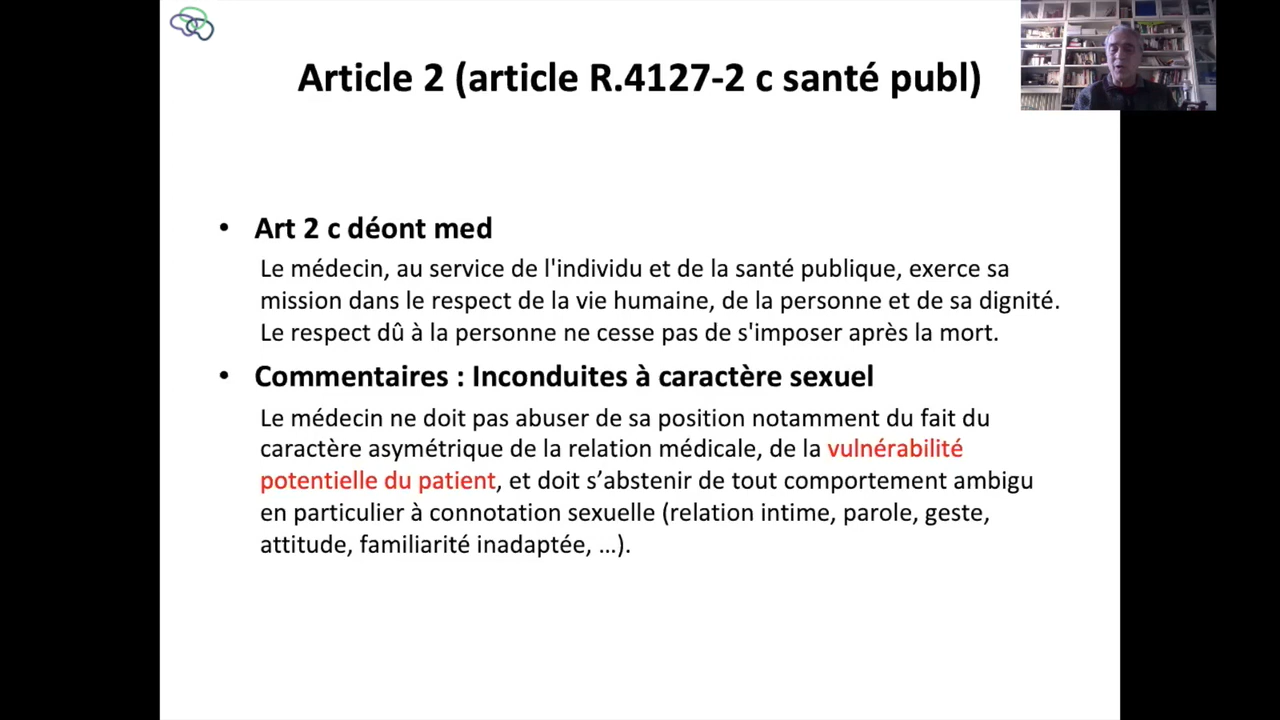 Article 2 (article R.4127-2 c santé publ)
• Art 2 c déont med
Le médecin, au service de l'individu et de la santé publique, exerce sa
mission dans le respect de la vie humaine, de la personne et de sa dignité.
Le respect dû à la personne ne cesse pas de s'imposer après la mort.
• Commentaires : Inconduites à caractère sexuel
Le médecin ne doit pas abuser de sa position notamment du fait du
caractère asymétrique de la relation médicale, de la vulnérabilité
potentielle du patient, et doit s’abstenir de tout comportement ambigu
en particulier à connotation sexuelle (relation intime, parole, geste,
attitude, familiarité inadaptée, …).